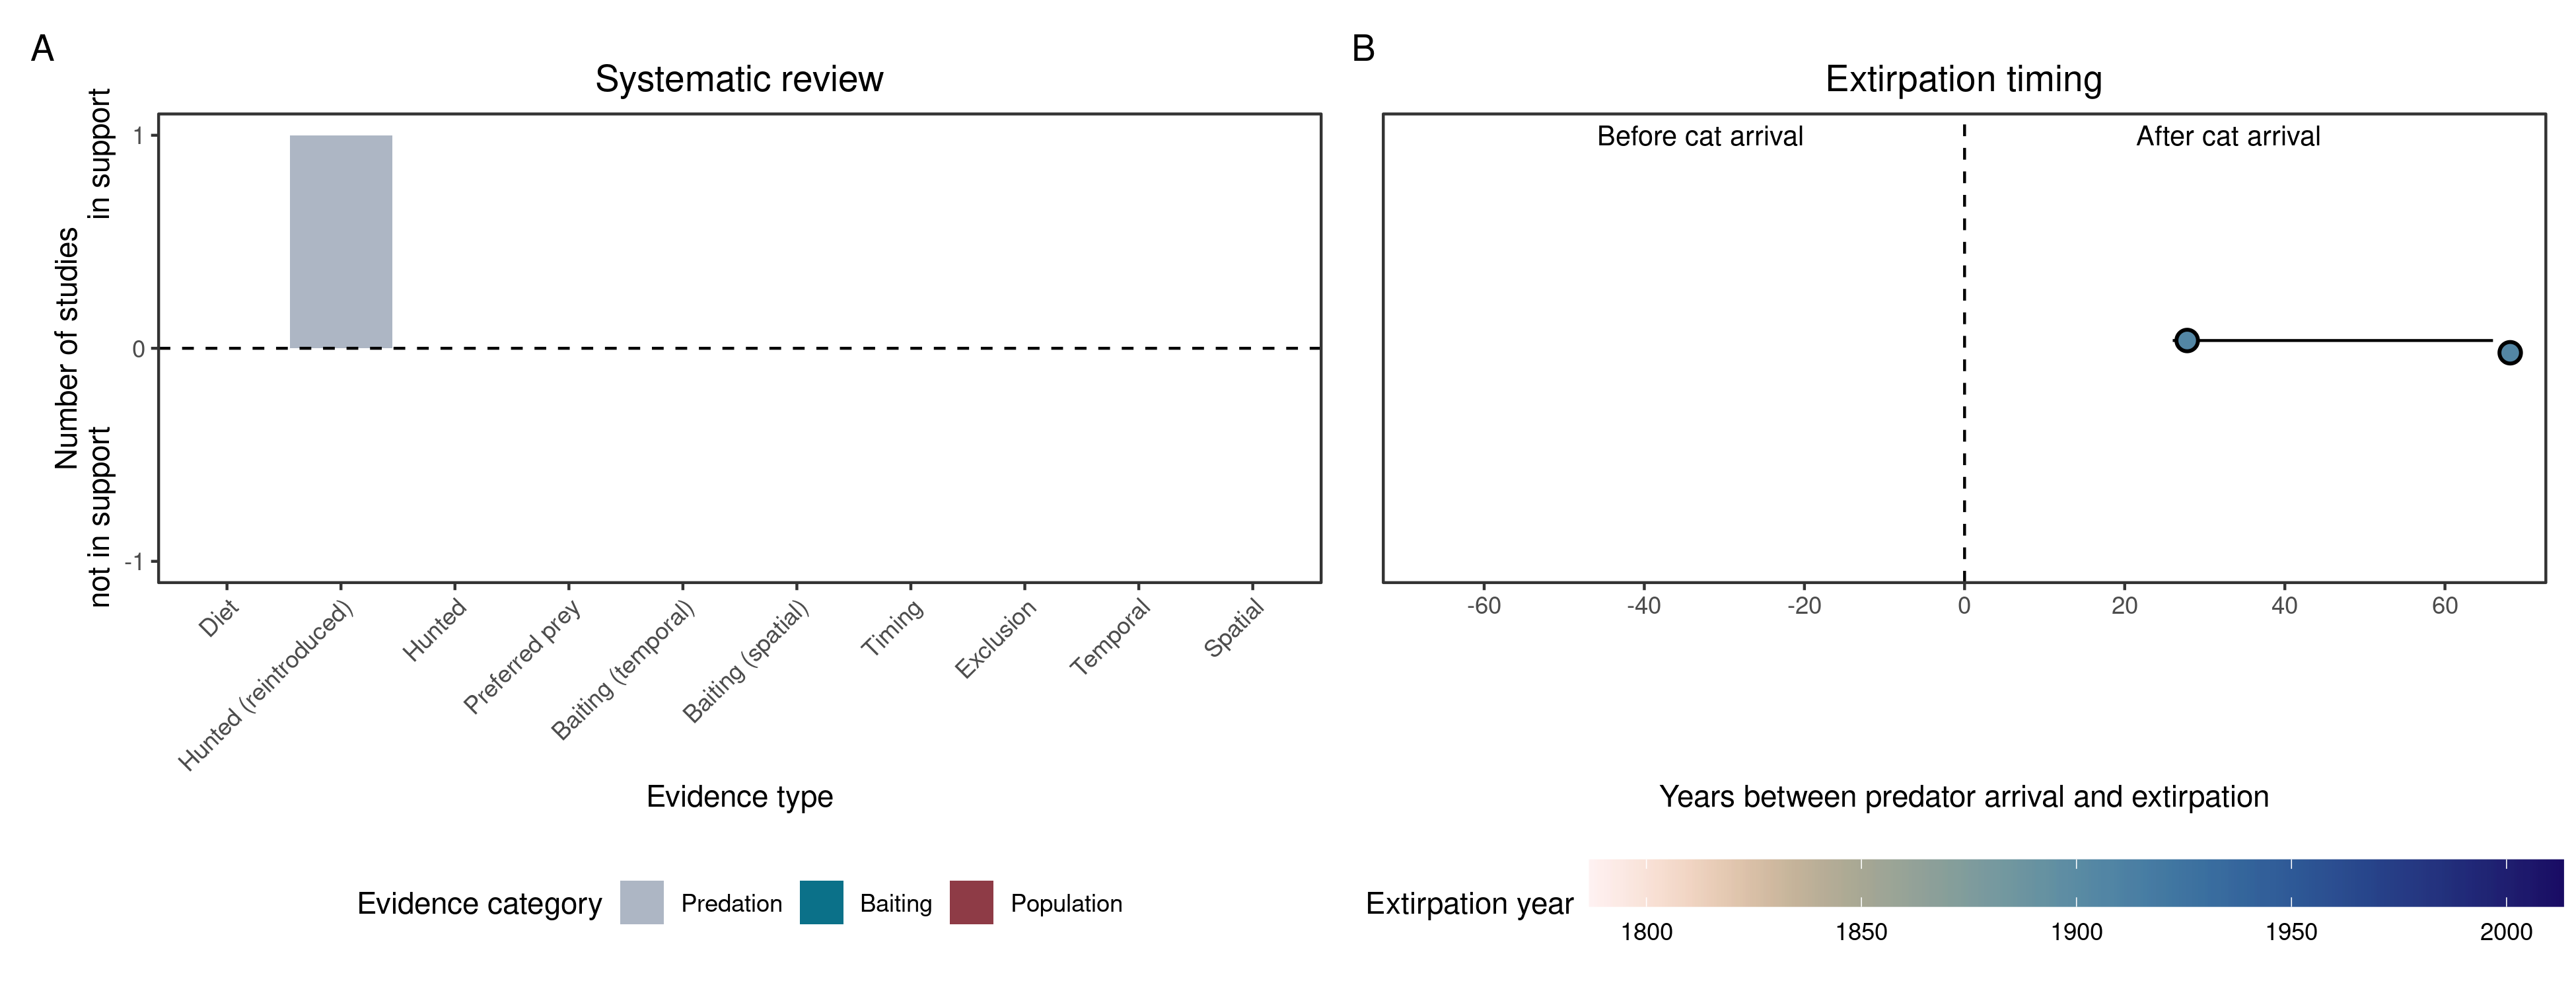 A
Systematic review
Number of studies
not in support
in support
1
0
-1
Diet
Hunted (reintroduced)
Hunted
Preferred prey
Baiting (temporal)
Baiting (spatial)
Timing
Exclusion
Temporal
Spatial
Evidence type
Evidence category
Predation
Baiting
Population
B
Extirpation timing
Before cat arrival
After cat arrival
-60
-40
-20
0
20
40
60
Years between predator arrival and extirpation
Extirpation year
1800
1850
1900
1950
2000